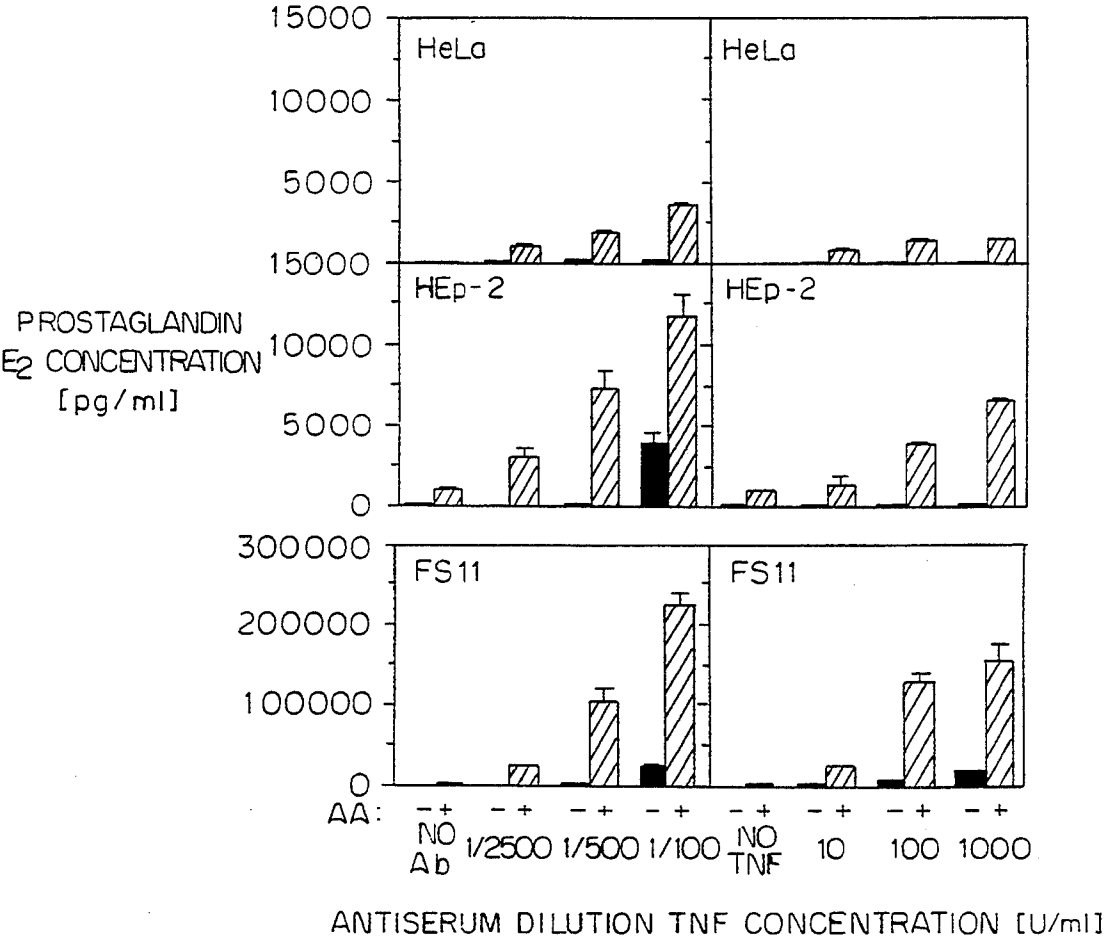 15000
HeLa
HeLa
10000
5000
15000
HEp-2
HEp-2
PROSTAGLANDIN
E2 CONCENTRATION
[pg/ml]
10000
5000
0
300000
FS11
FS11
200000
100000
0
AA: - + - + - + - + - + - + - + - +
NO Ab 1/2500 1/500 1/100 NO TNF 10 100 1000
ANTISERUM DILUTION TNF CONCENTRATION [U/ml]